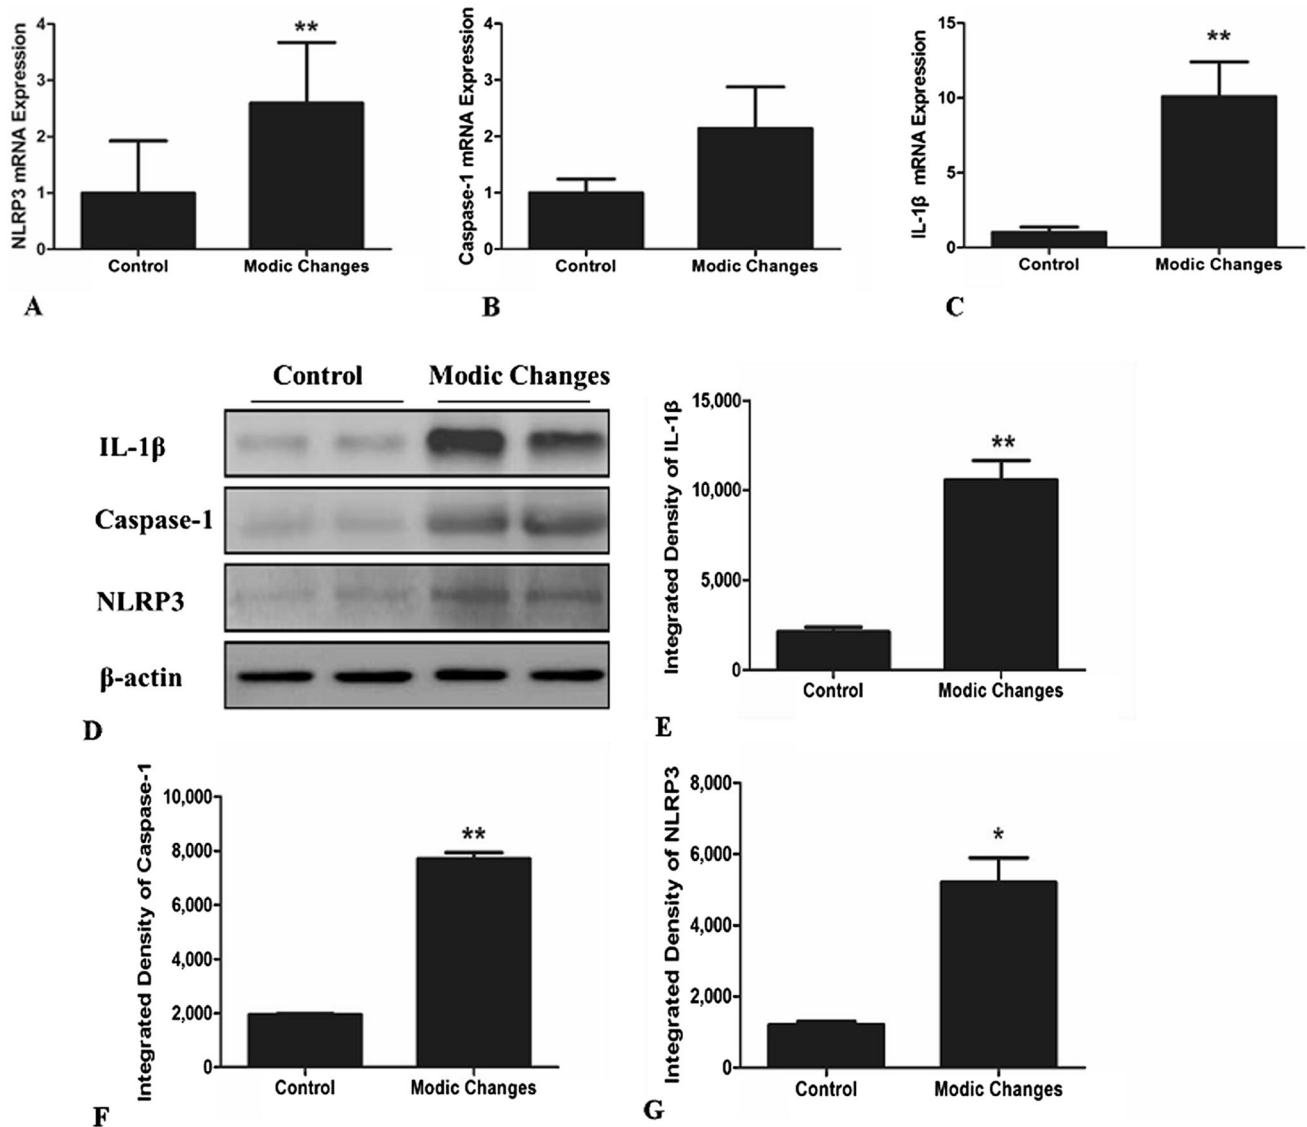 NLRP3 mRNA Expression
4
3
2
1
0
**
Control
Modic Changes
A
Caspase-1 mRNA Expression
4
3
2
1
0
Control
Modic Changes
B
IL-1β mRNA Expression
15
10
5
0
**
Control
Modic Changes
C
Control
Modic Changes
IL-1β
Caspase-1
NLRP3
β-actin
D
Integrated Density of IL-1β
15,000
10,000
5,000
0
**
Control
Modic Changes
E
Integrated Density of Caspase-1
10,000
8,000
6,000
4,000
2,000
0
**
Control
Modic Changes
F
Integrated Density of NLRP3
8,000
6,000
4,000
2,000
0
*
Control
Modic Changes
G